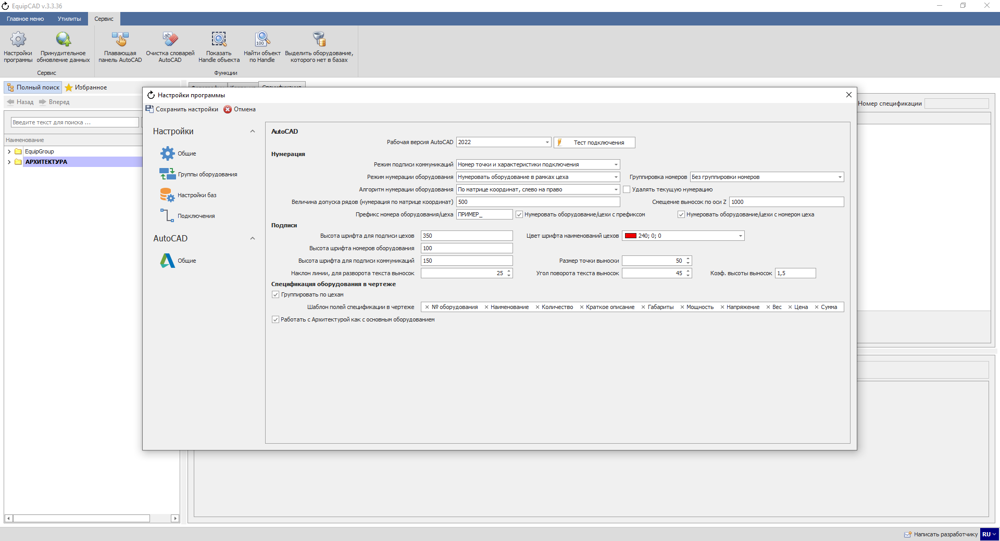 EquipCAD v.3.3.36
Главное меню Утилиты Сервис
Настройки программы
Принудительное обновление данных
Плавающая панель AutoCAD
Очистка словарей AutoCAD
Показать Handle объекта
Найти объект по Handle
Выделить оборудование, которого нет в базах
Сервис Функции
Полный поиск Избранное
Назад Вперед
Введите текст для поиска ...
Наименование
EquipGroup
АРХИТЕКТУРА
Спецификация
Номер спецификации
Настройки программы
Сохранить настройки Отмена
Настройки
Общие
Группы оборудования
Настройки баз
Подключения
AutoCAD
Общие
AutoCAD
Рабочая версия AutoCAD 2022 Тест подключения
Нумерация
Режим подписи коммуникаций Номер точки и характеристики подключения
Режим нумерации оборудования Нумеровать оборудование в рамках цеха Группировка номеров Без группировки номеров
Алгоритм нумерации оборудования По матрице координат, слево на право Удалять текущую нумерацию
Величина допуска рядов (нумерация по матрице координат) 500 Смещение выносок по оси Z 1000
Префикс номера оборудования/цеха ПРИМЕР_ Нумеровать оборудование/цехи с префиксом Нумеровать оборудование/цехи с номером цеха
Подписи
Высота шрифта для подписи цехов 350 Цвет шрифта наименований цехов 240; 0; 0
Высота шрифта номеров оборудования 100
Высота шрифта для подписи коммуникаций 150 Размер точки выноски 50
Наклон линии, для разворота текста выносок 25 Угол поворота текста выносок 45 Коэф. высоты выносок 1,5
Спецификация оборудования в чертеже
Группировать по цехам
Шаблон полей спецификации в чертеже № оборудования Наименование Количество Краткое описание Габариты Мощность Напряжение Вес Цена Сумма
Работать с Архитектурой как с основным оборудованием
Написать разработчику RU